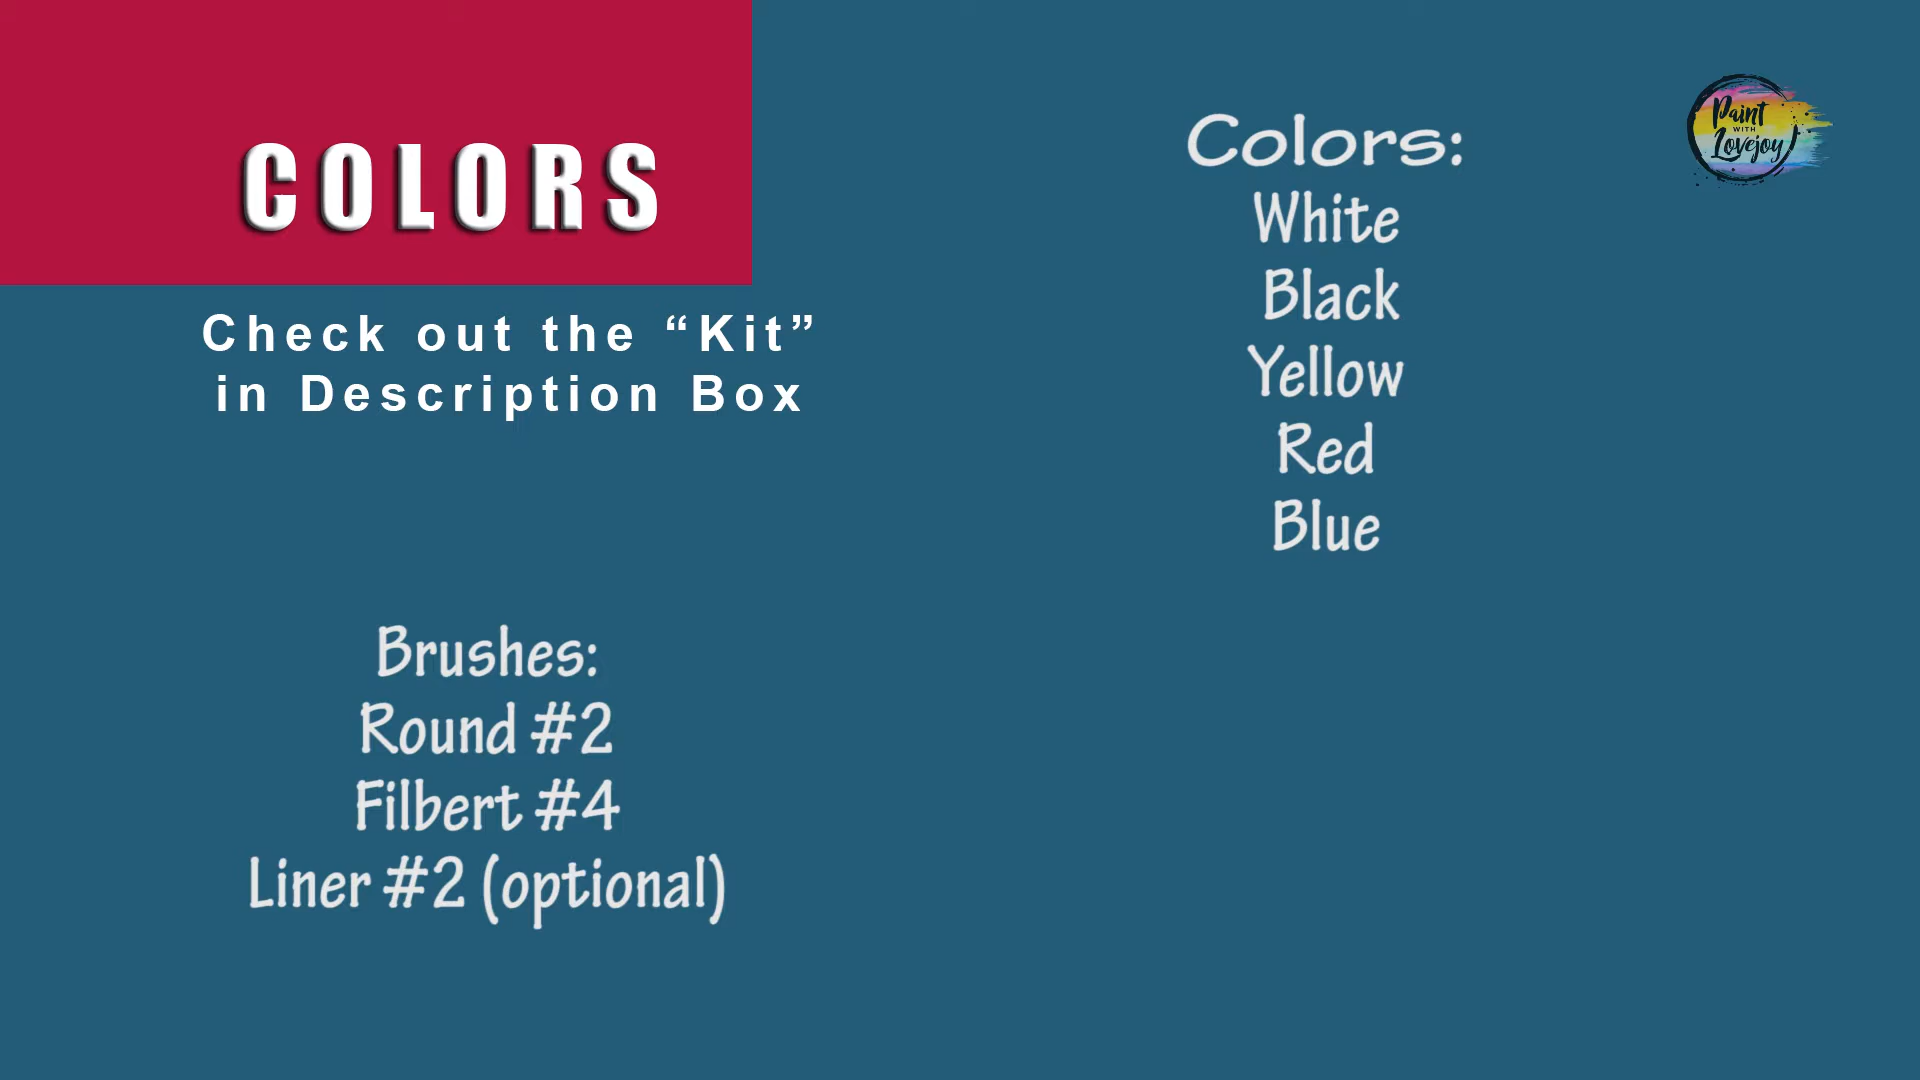 COLORS
Check out the “Kit”
in Description Box
Brushes:
Round #2
Filbert #4
Liner #2 (optional)
Colors:
White
Black
Yellow
Red
Blue
Paint
WITH
Lovejoy